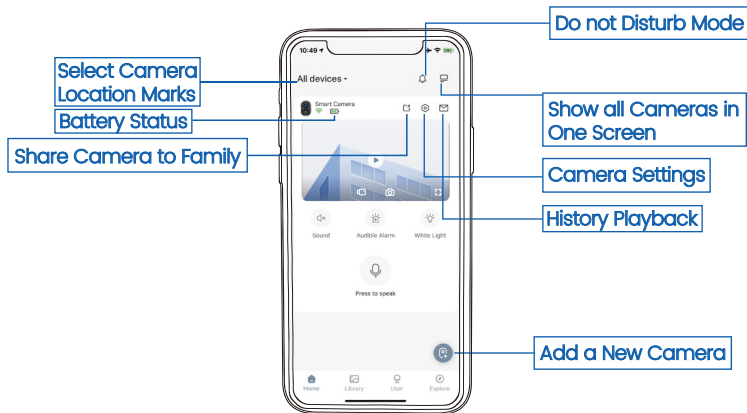 Do not Disturb Mode
10:49
All devices
Select Camera
Location Marks
Smart Camera
Battery Status
Show all Cameras in
One Screen
Share Camera to Family
Camera Settings
History Playback
Sound
Audible Alarm
White Light
Press to speak
Add a New Camera
Home
Library
User
Explore